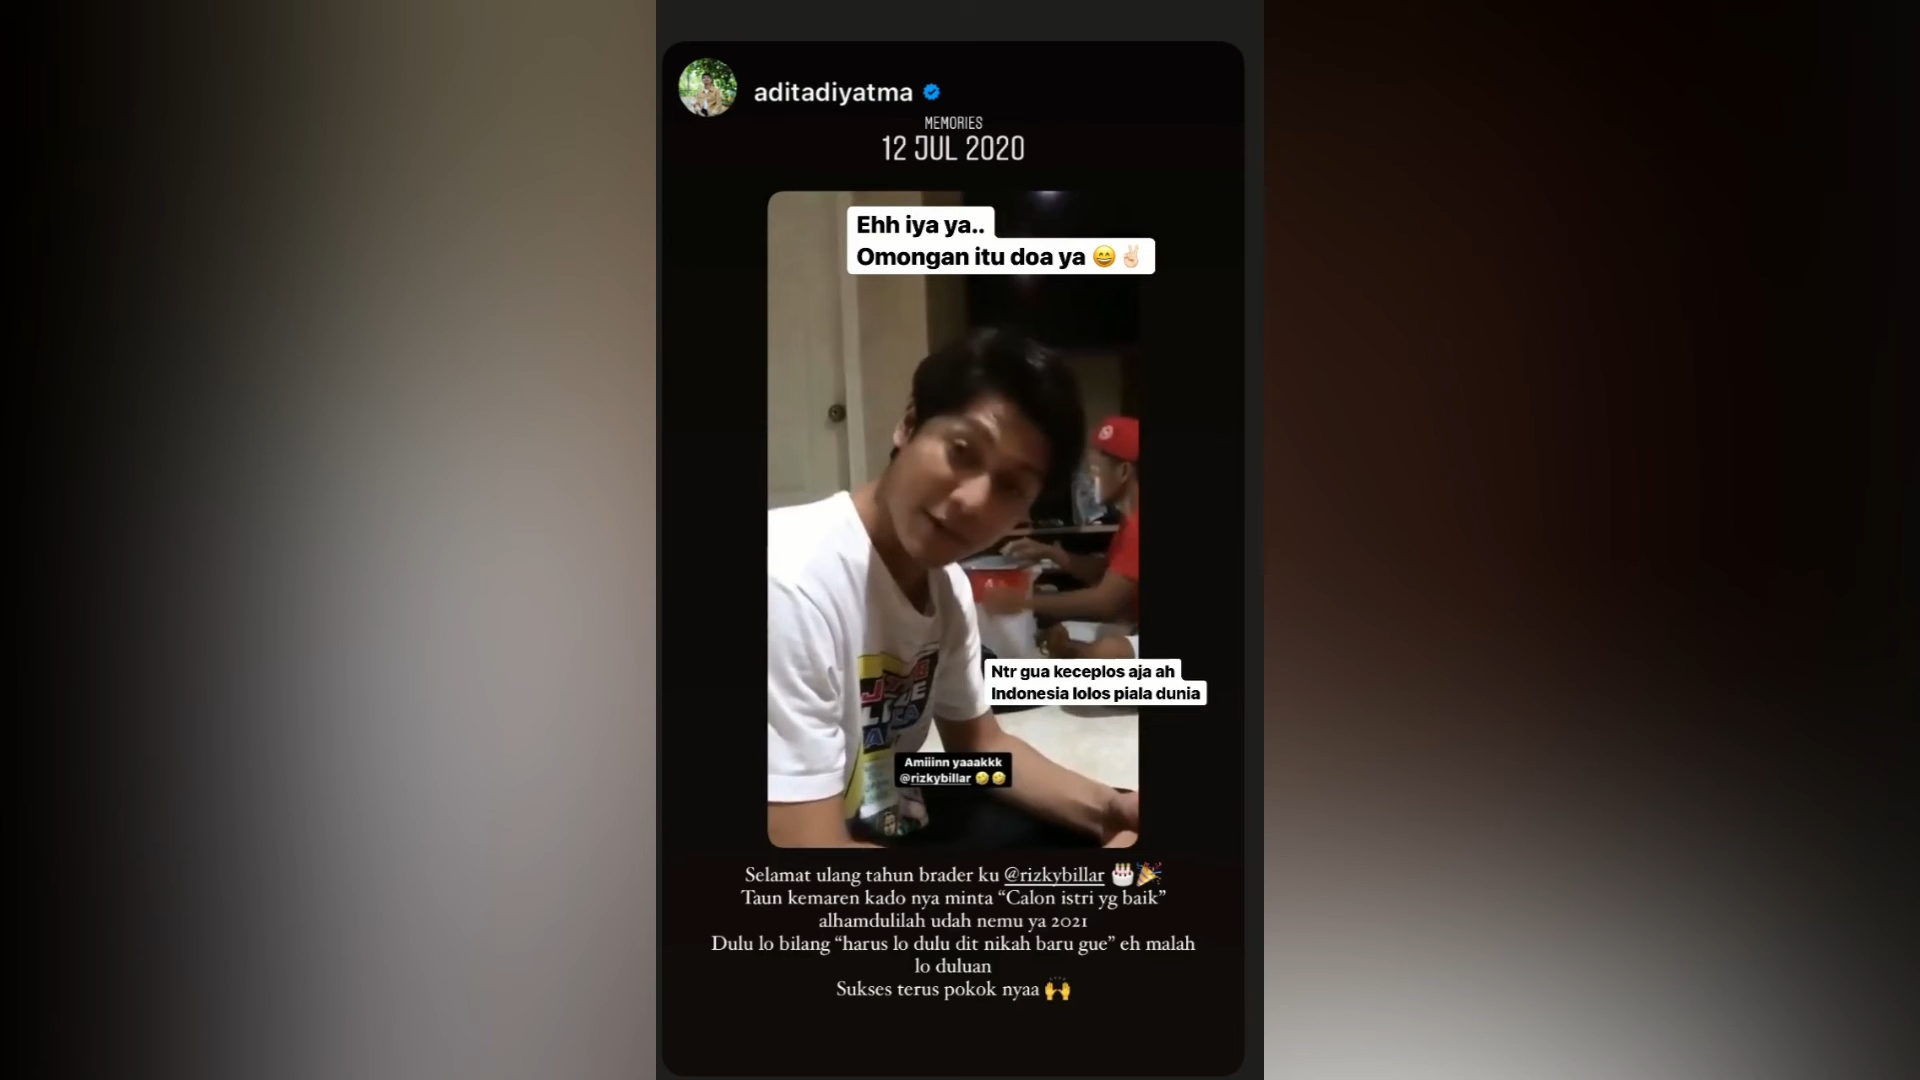 aditadiyatma
MEMORIES
12 JUL 2020
Ehh iya ya..
Omongan itu doa ya 😄✌🏻
Ntr gua keceplos aja ah
Indonesia lolos piala dunia
Amiiinn yaaakkk
@rizkybillar 🤣🤣
Selamat ulang tahun brader ku @rizkybillar 🎂🎉
Taun kemaren kado nya minta “Calon istri yg baik”
alhamdulilah udah nemu ya 2021
Dulu lo bilang “harus lo dulu dit nikah baru gue” eh malah
lo duluan
Sukses terus pokok nyaa 🙌